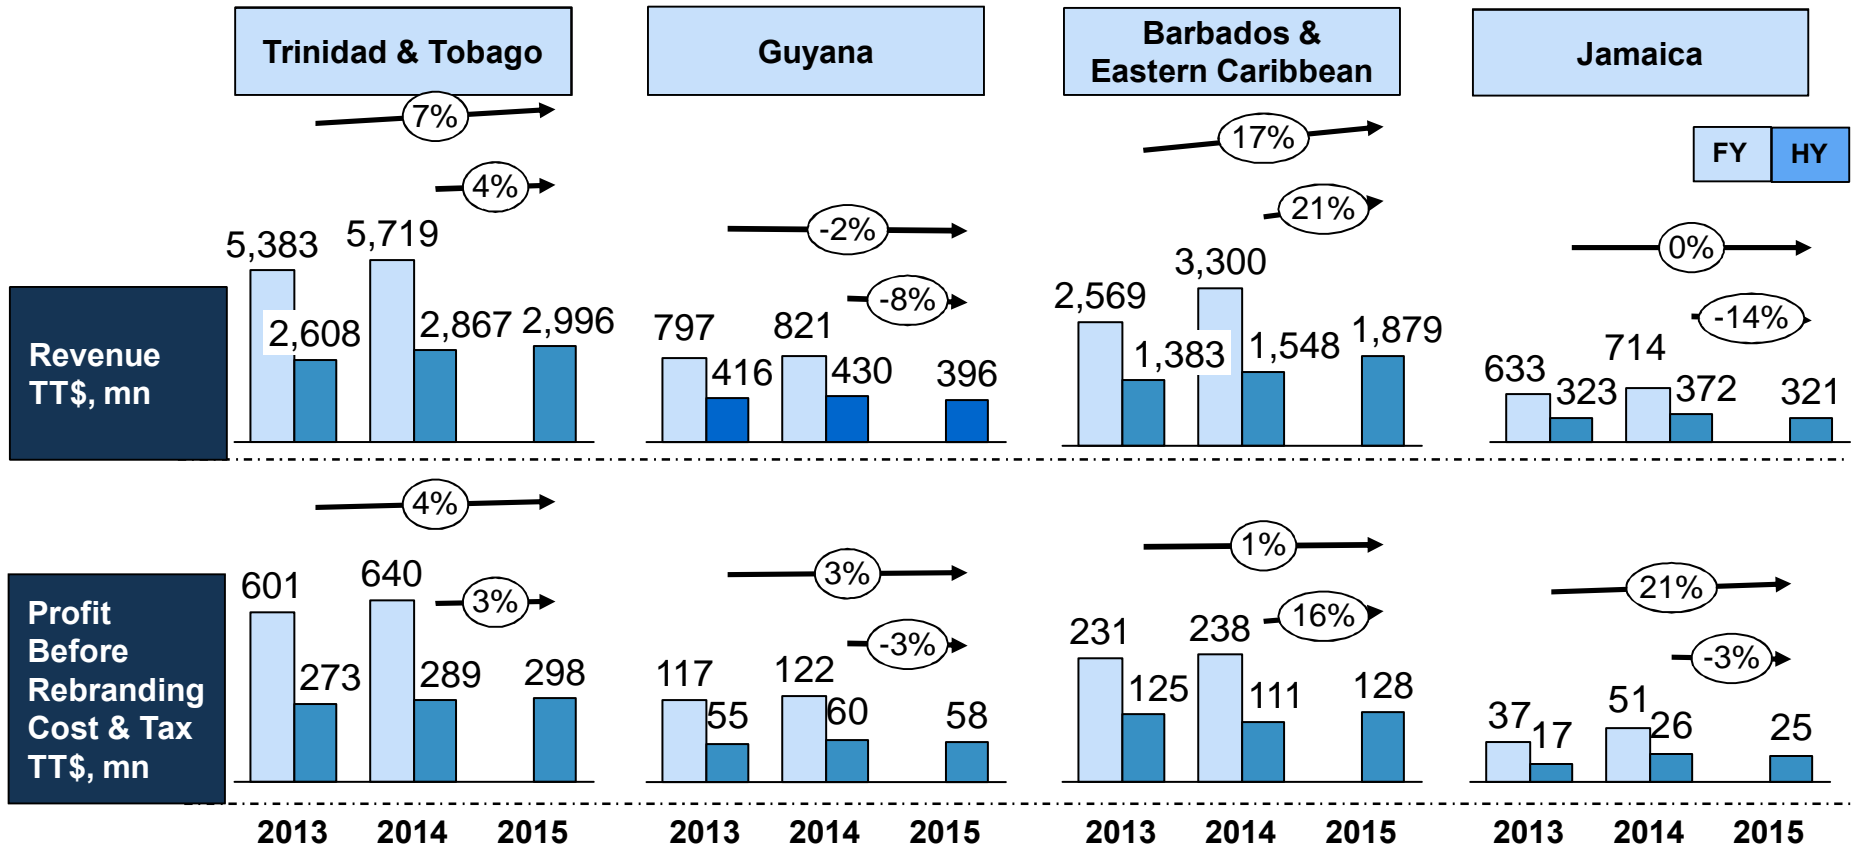 Trinidad & Tobago
Guyana
Barbados &
Eastern Caribbean
Jamaica
FY HY
7%
4%
-2%
-8%
17%
21%
0%
-14%
Revenue
TT$, mn
5,383 2,608 5,719 2,867 2,996
797 416 821 430 396
2,569 1,383 3,300 1,548 1,879
633 323 714 372 321
4%
3%
3%
-3%
1%
16%
21%
-3%
Profit
Before
Rebranding
Cost & Tax
TT$, mn
601 273 640 289 298
117 55 122 60 58
231 125 238 111 128
37 17 51 26 25
2013 2014 2015 2013 2014 2015 2013 2014 2015 2013 2014 2015